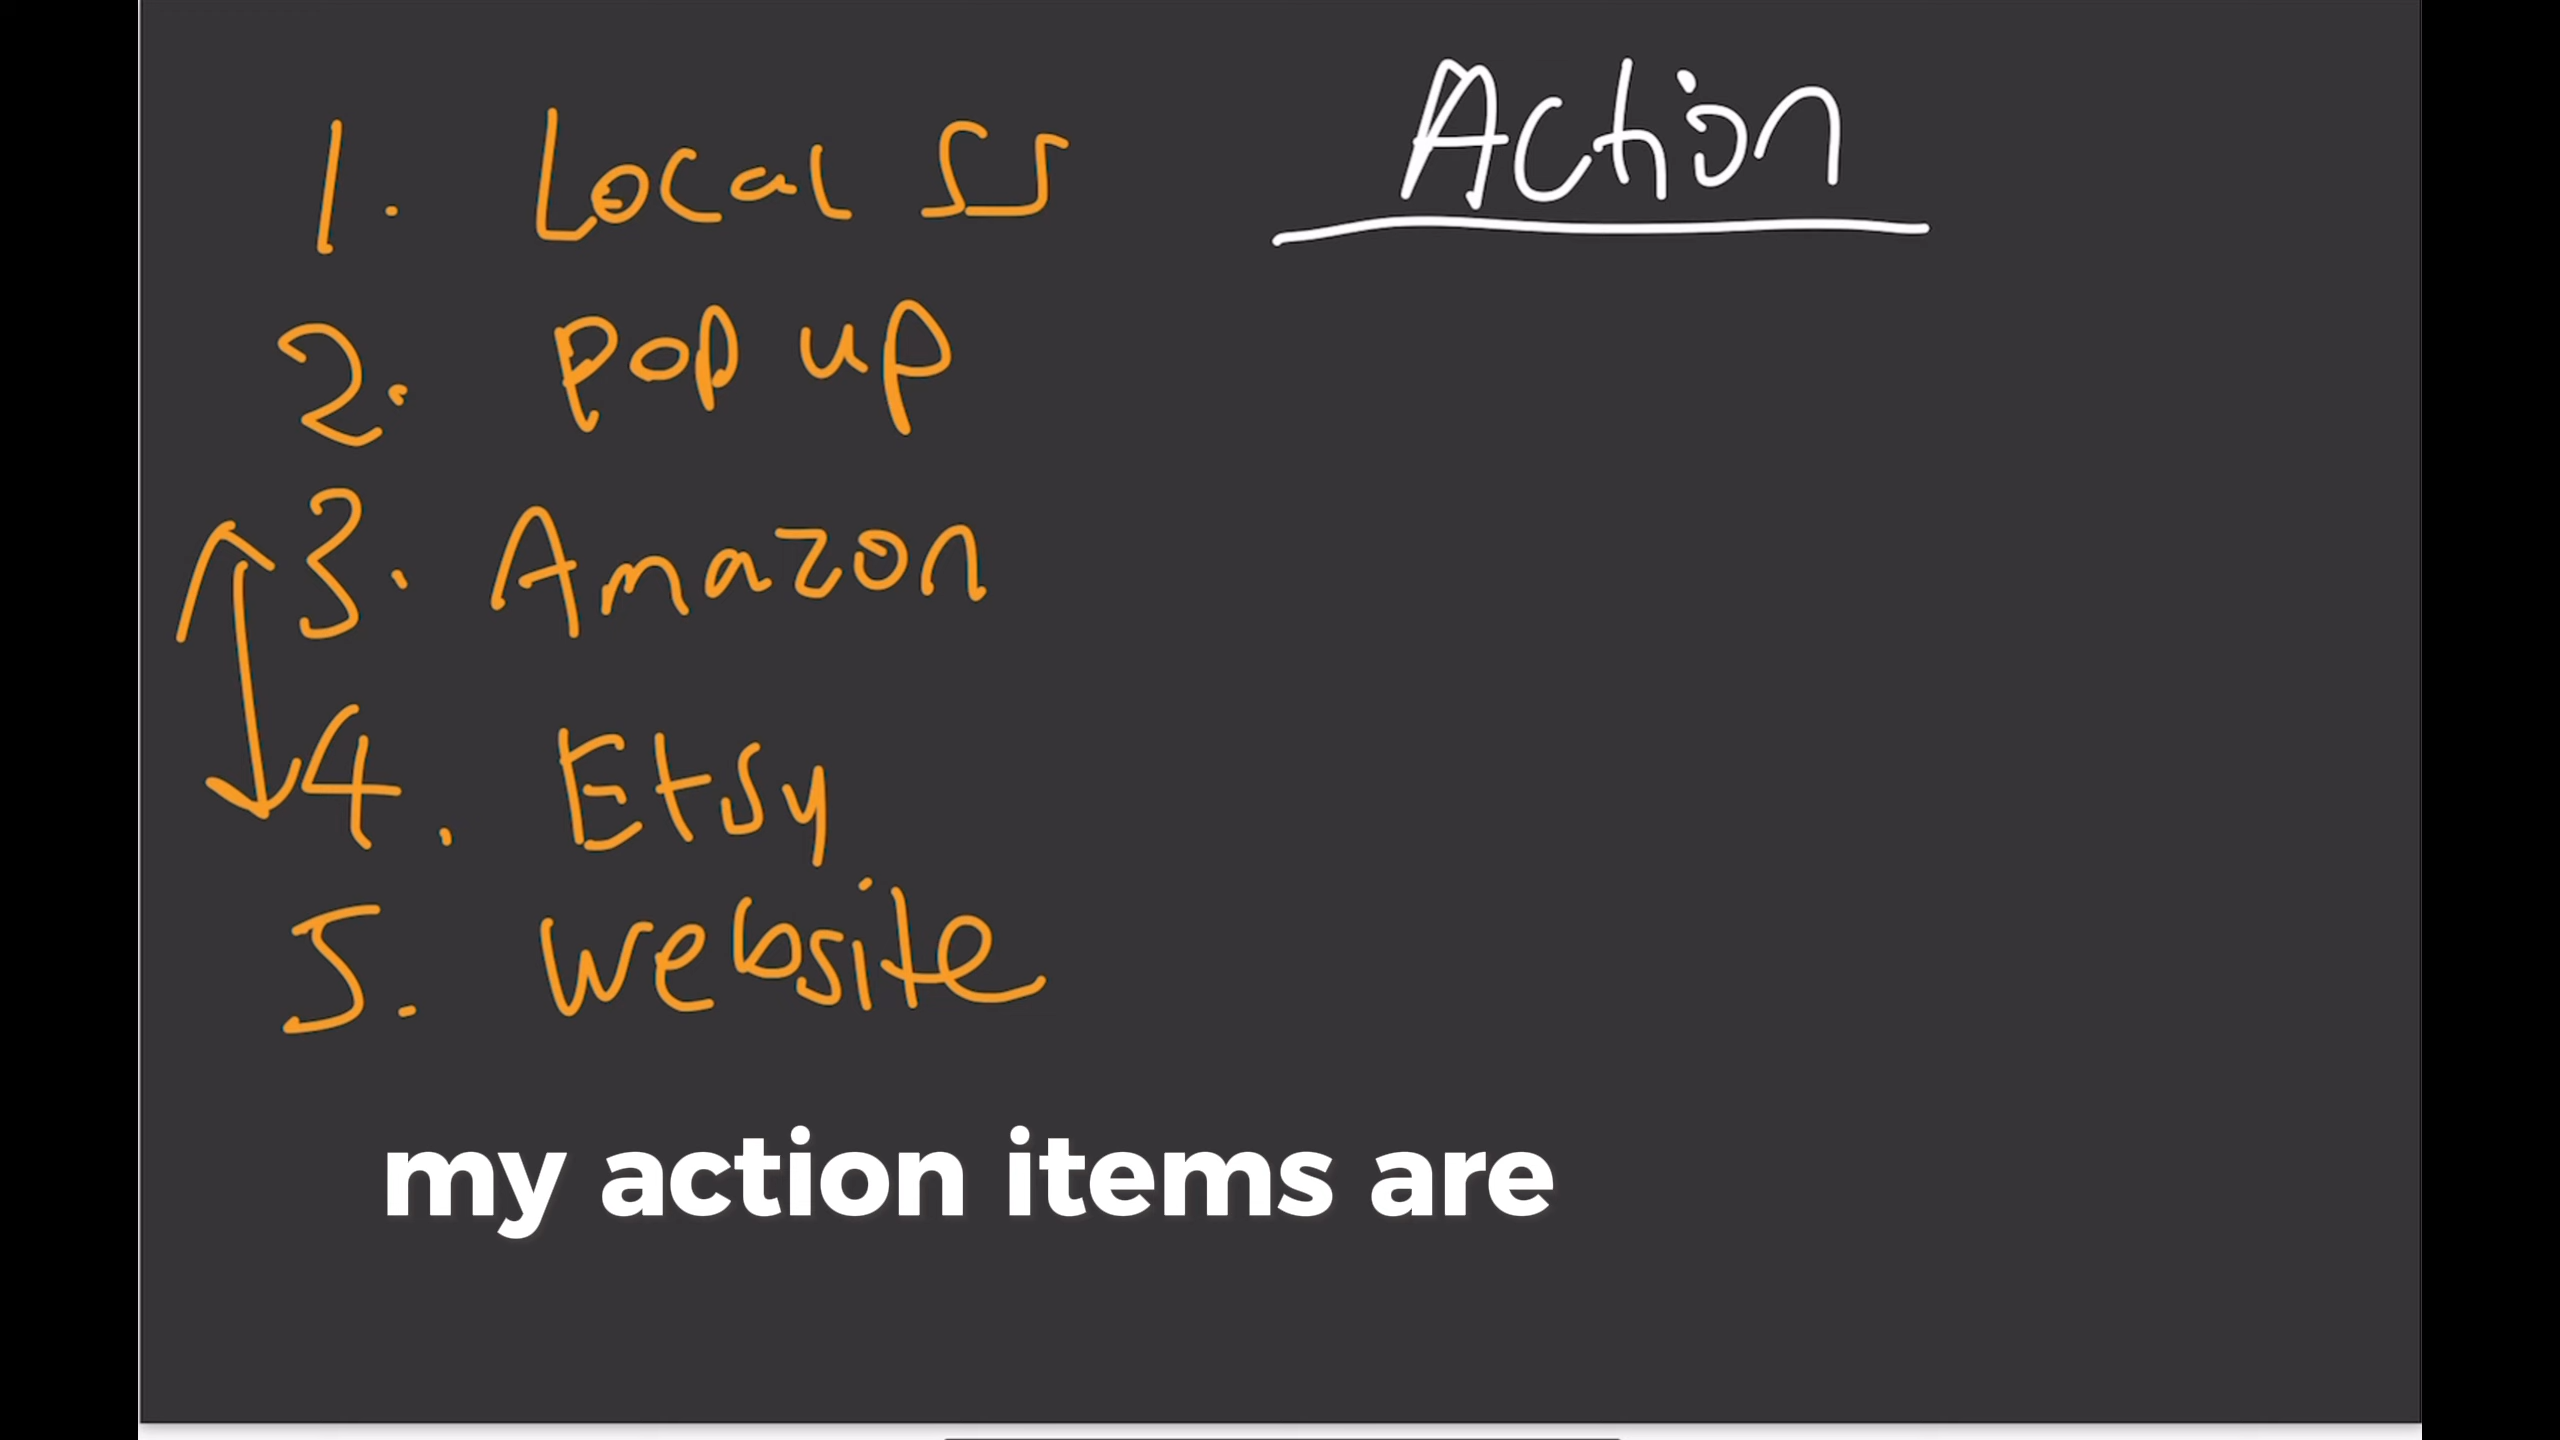 1. Local SS
2. Pop up
3. Amazon
4. Etsy
5. Website
Action
my action items are